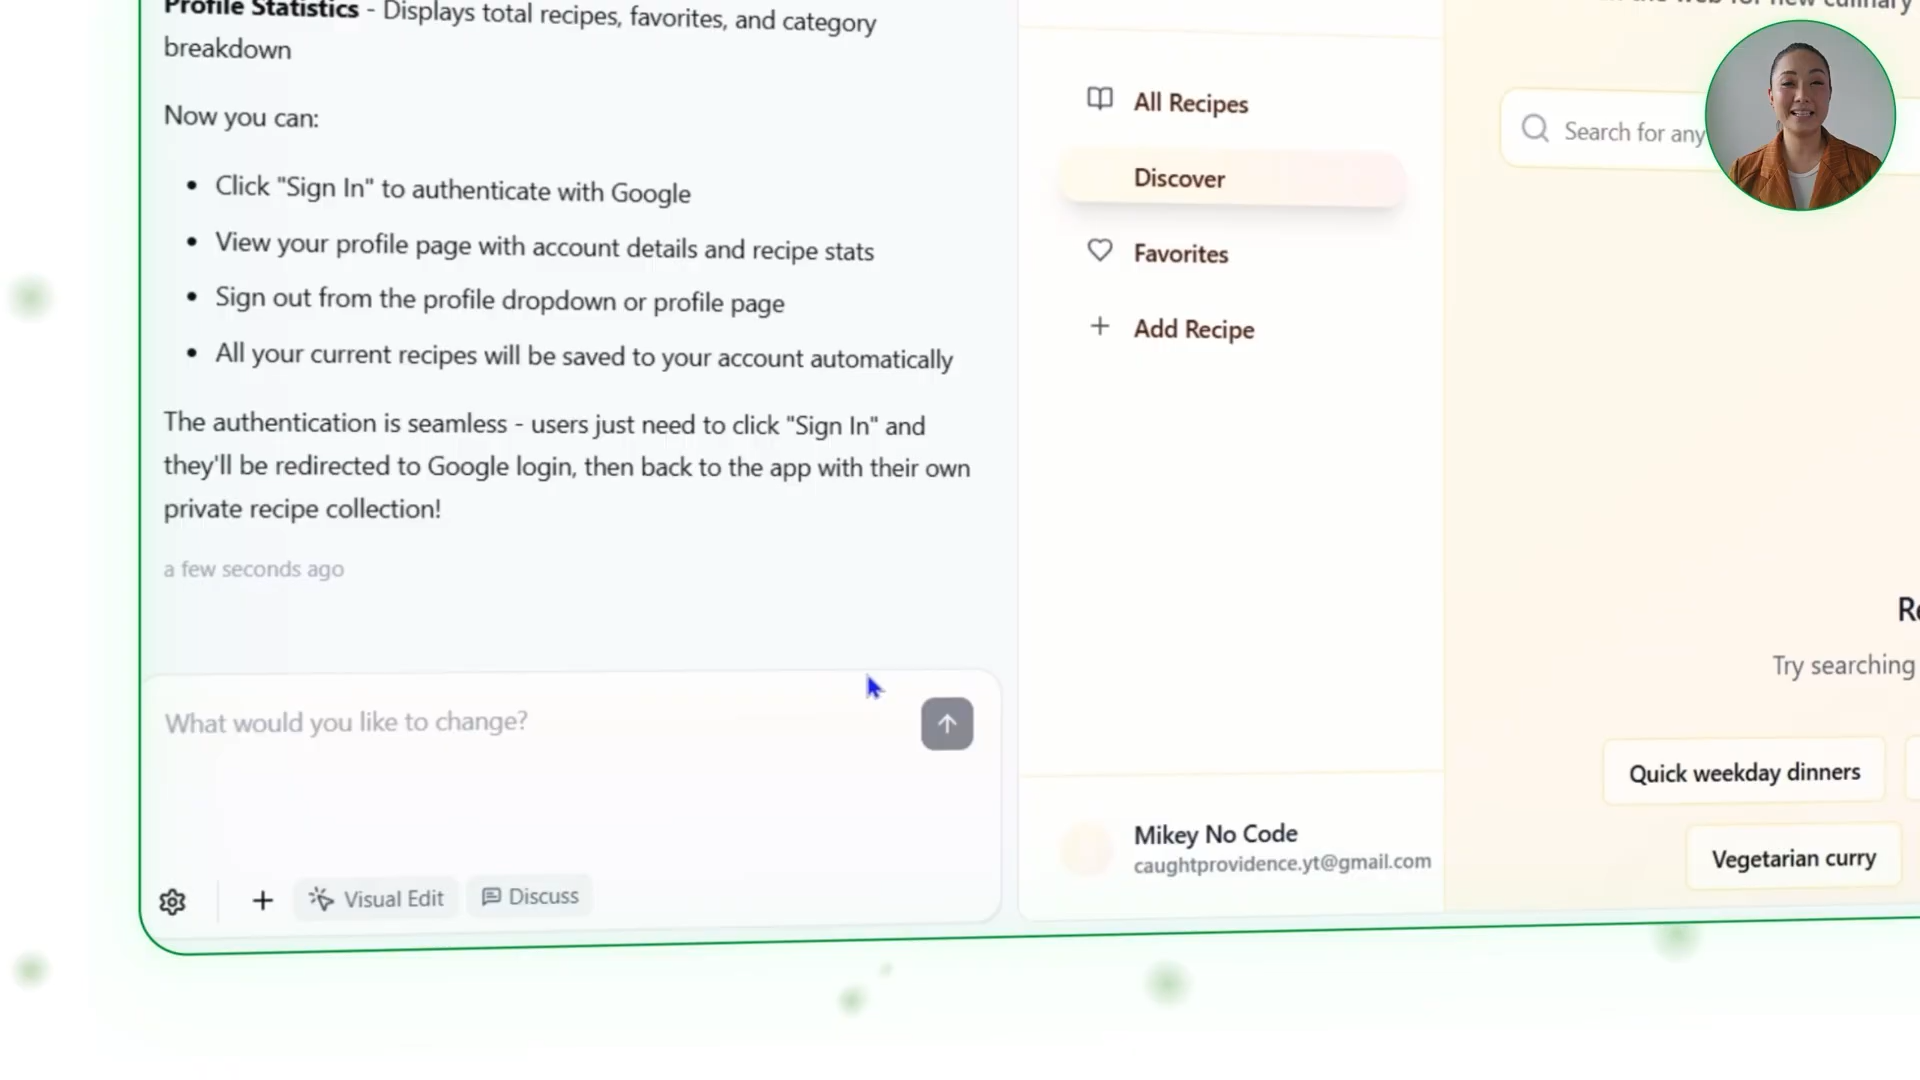 Profile Statistics - Displays total recipes, favorites, and category
breakdown
Now you can:
• Click "Sign In" to authenticate with Google
• View your profile page with account details and recipe stats
• Sign out from the profile dropdown or profile page
• All your current recipes will be saved to your account automatically
The authentication is seamless - users just need to click "Sign In" and
they'll be redirected to Google login, then back to the app with their own
private recipe collection!
a few seconds ago
What would you like to change?
Visual Edit
Discuss
All Recipes
Discover
Favorites
Add Recipe
Mikey No Code
caughtprovidence.yt@gmail.com
the web for new culinary
Search for any
Try searching
Quick weekday dinners
Vegetarian curry